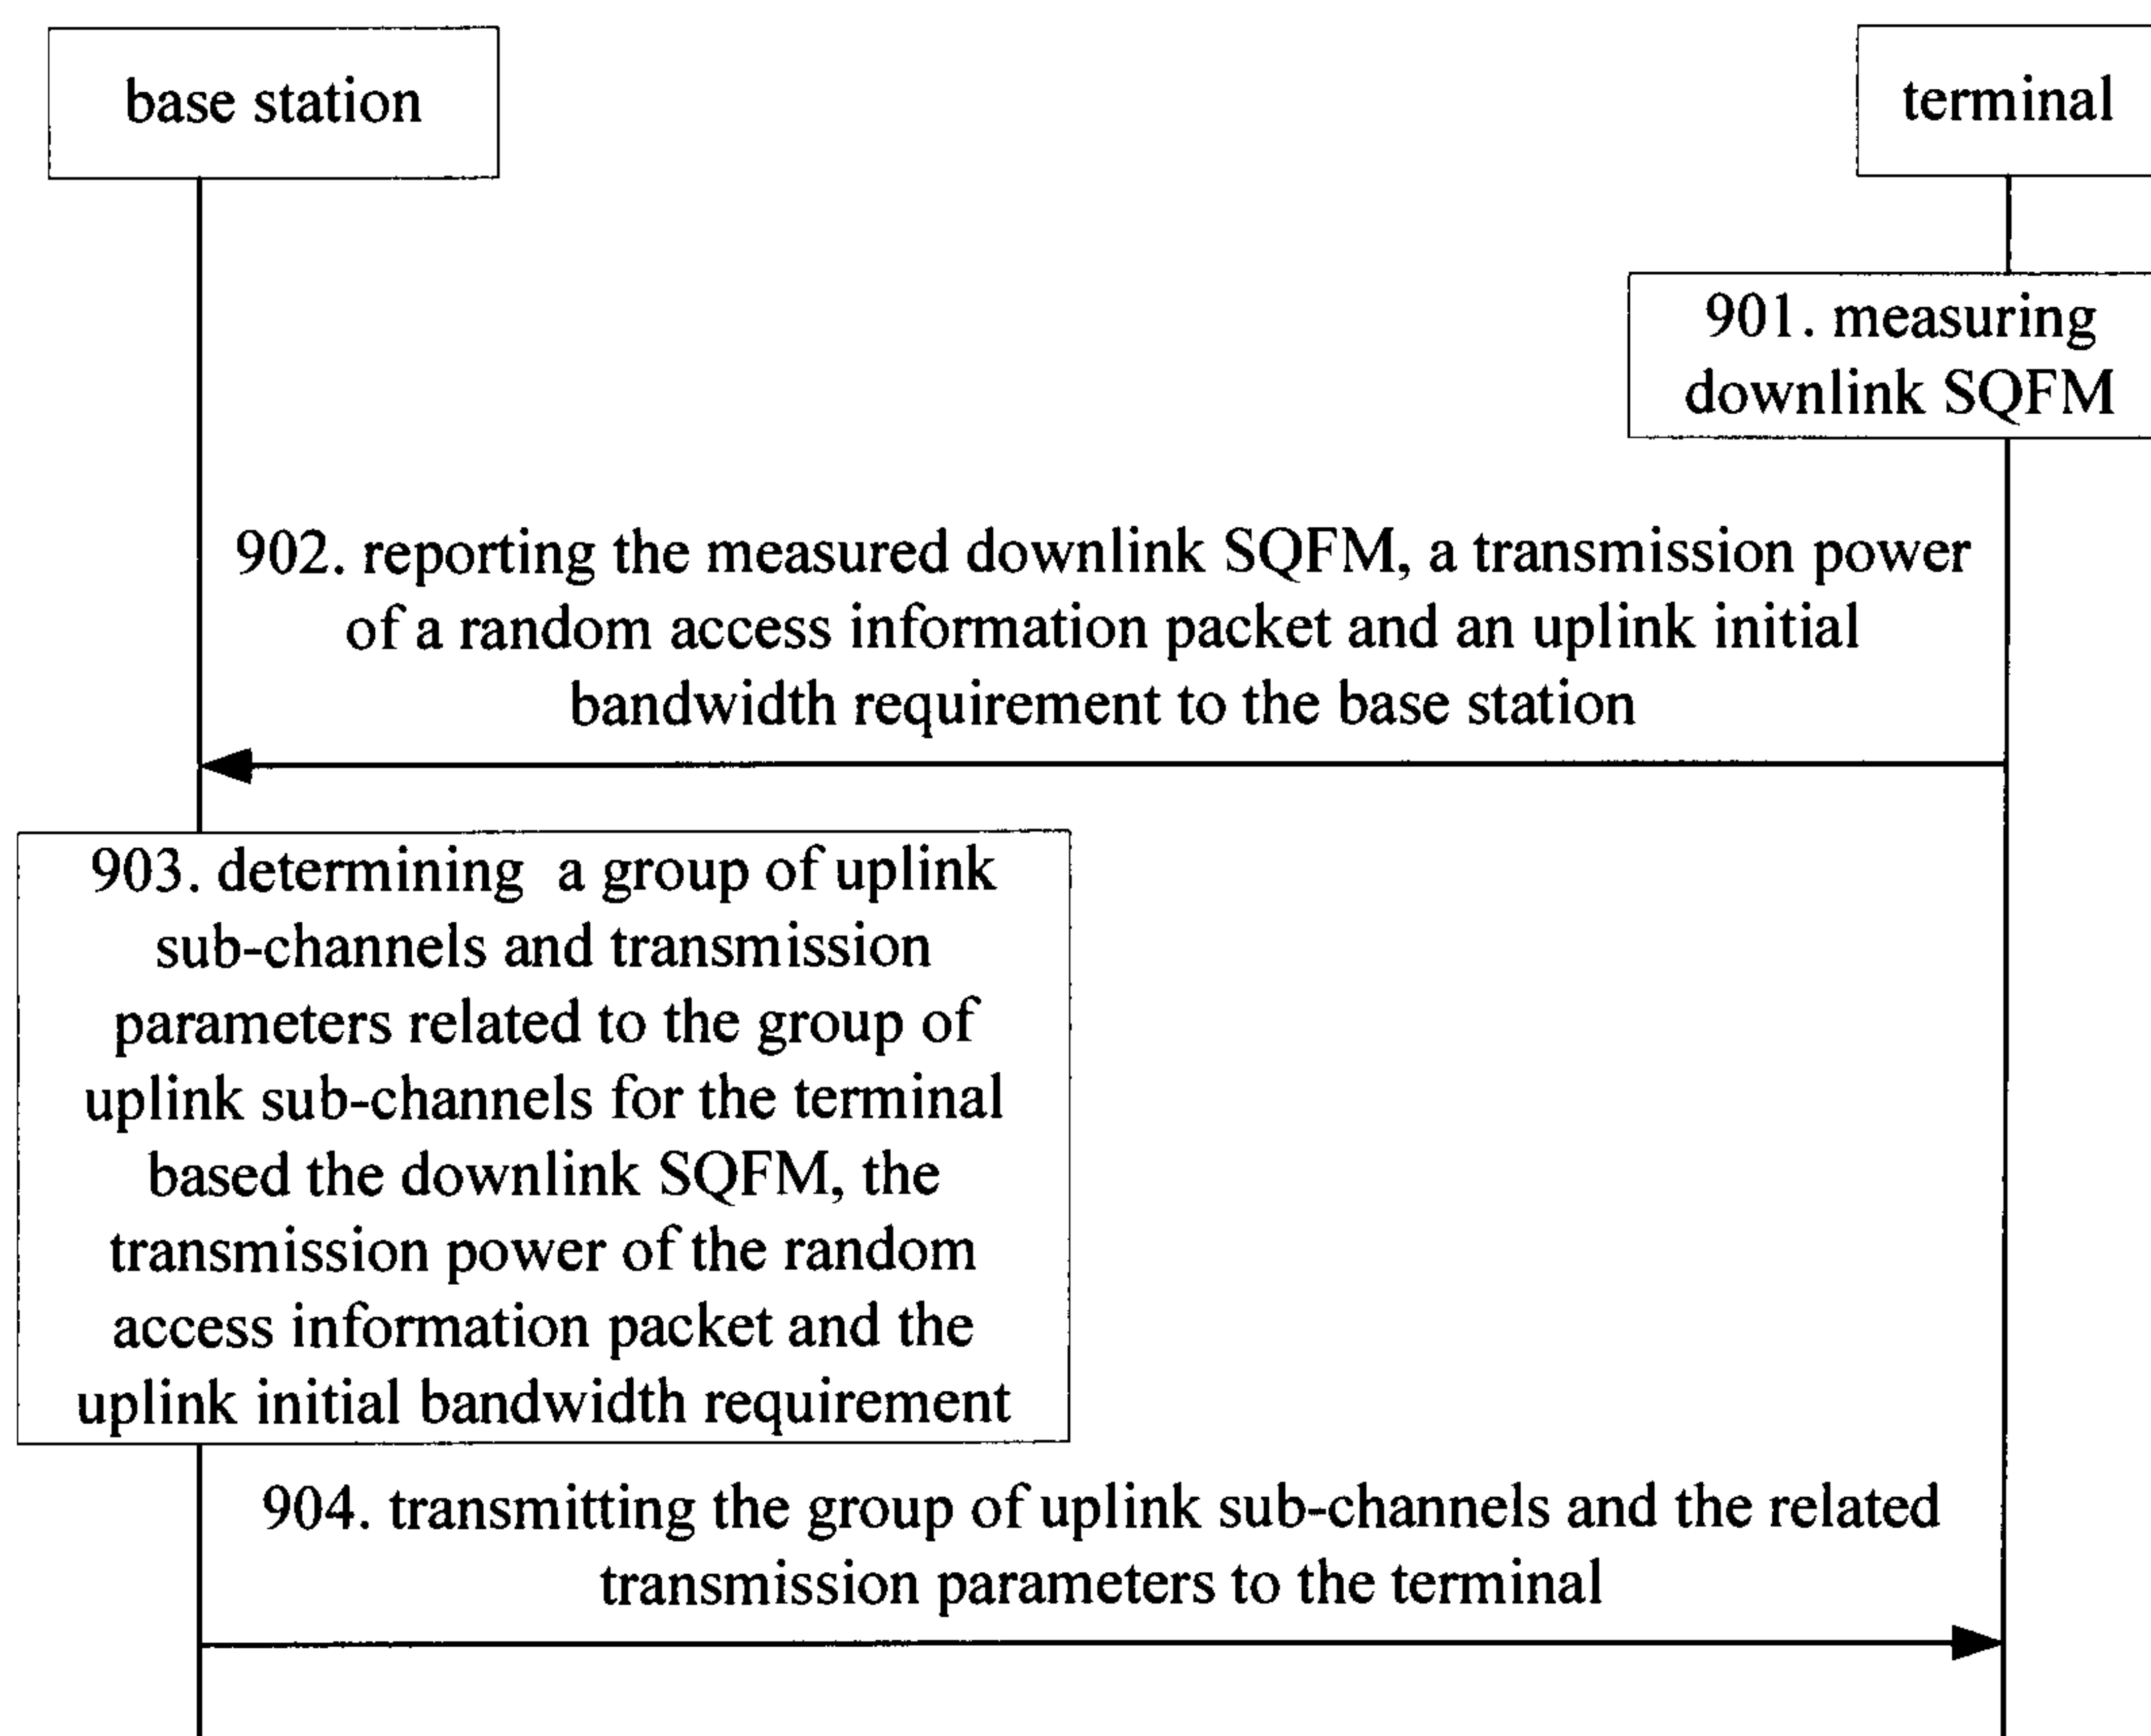 base station
terminal
901. measuring
downlink SQFM
902. reporting the measured downlink SQFM, a transmission power
of a random access information packet and an uplink initial
bandwidth requirement to the base station
903. determining a group of uplink
sub-channels and transmission
parameters related to the group of
uplink sub-channels for the terminal
based the downlink SQFM, the
transmission power of the random
access information packet and the
uplink initial bandwidth requirement
904. transmitting the group of uplink sub-channels and the related
transmission parameters to the terminal